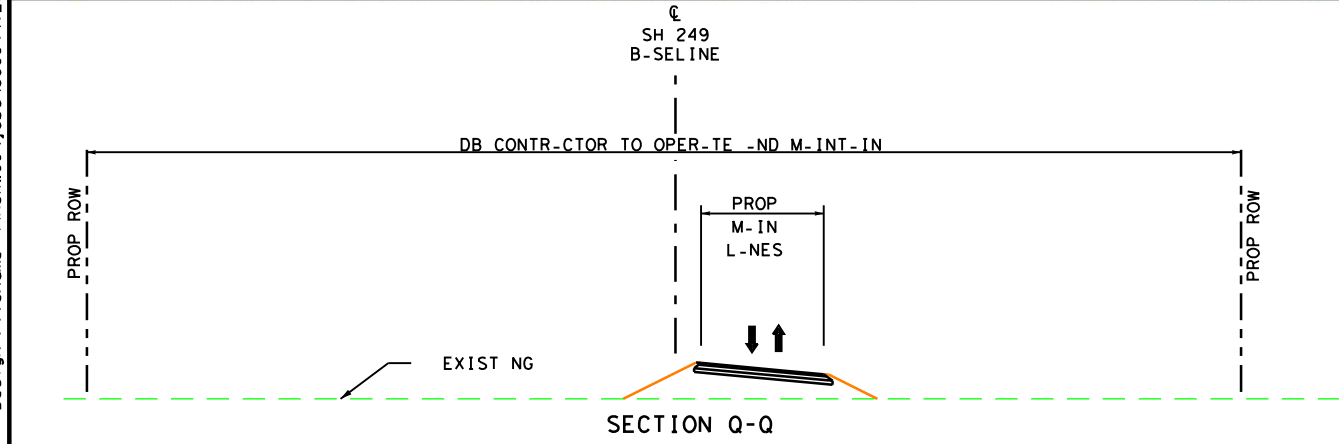 ℄
SH 249
B-SELINE
DB CONTR-CTOR TO OPER-TE -ND M-INT-IN
PROP ROW
PROP
M-IN
L-NES
PROP ROW
EXIST NG
SECTION Q-Q